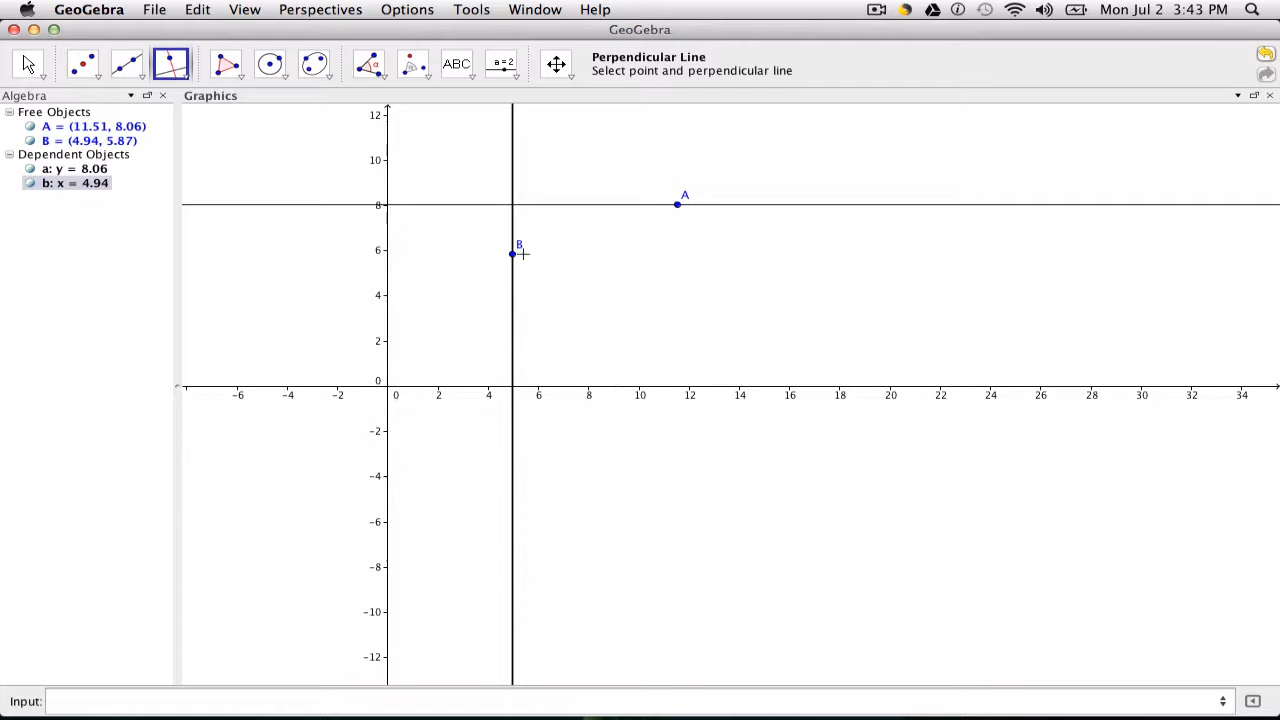 GeoGebra File Edit View Perspectives Options Tools Window Help Mon Jul 2 3:43 PM
GeoGebra
ABC a=2 Perpendicular Line
Select point and perpendicular line
Algebra Graphics
Free Objects
A = (11.51, 8.06)
B = (4.94, 5.87)
Dependent Objects
a: y = 8.06
b: x = 4.94
12
10
A
8
B
6
4
2
0
-6 -4 -2 0 2 4 6 8 10 12 14 16 18 20 22 24 26 28 30 32 34
-2
-4
-6
-8
-10
-12
Input: